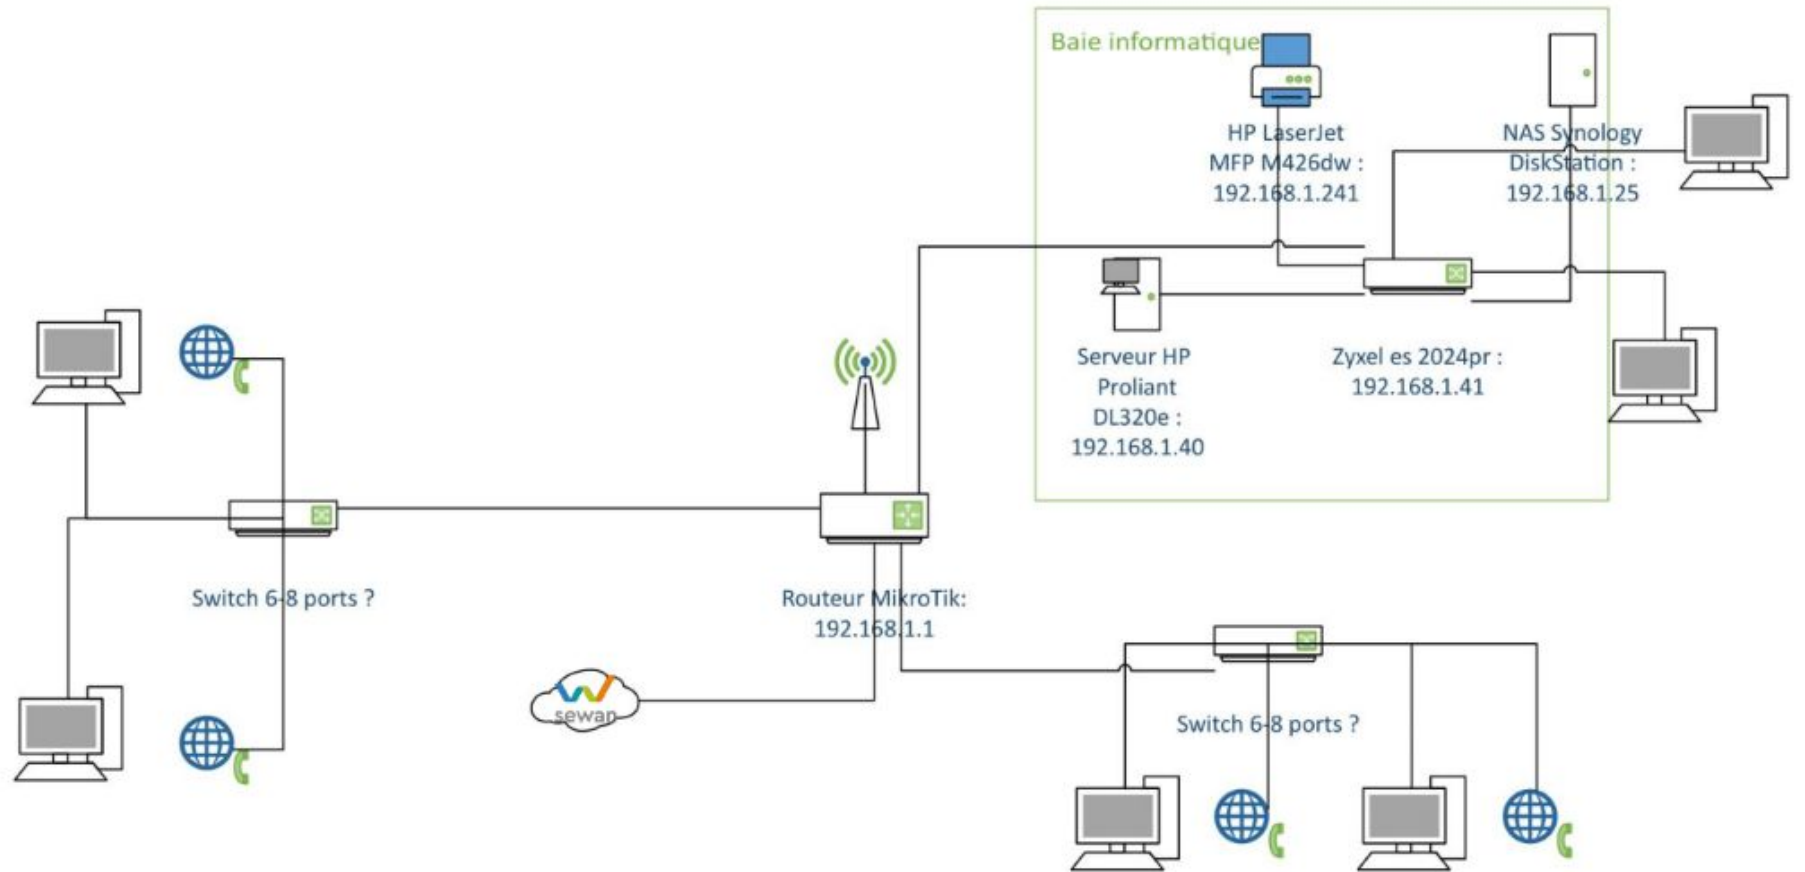 Baie informatique
HP LaserJet
MFP M426dw :
192.168.1.241
NAS Synology
DiskStation :
192.168.1.25
Serveur HP
Proliant
DL320e :
192.168.1.40
Zyxel es 2024pr :
192.168.1.41
Switch 6-8 ports ?
Routeur MikroTik:
192.168.1.1
sewan
Switch 6-8 ports ?